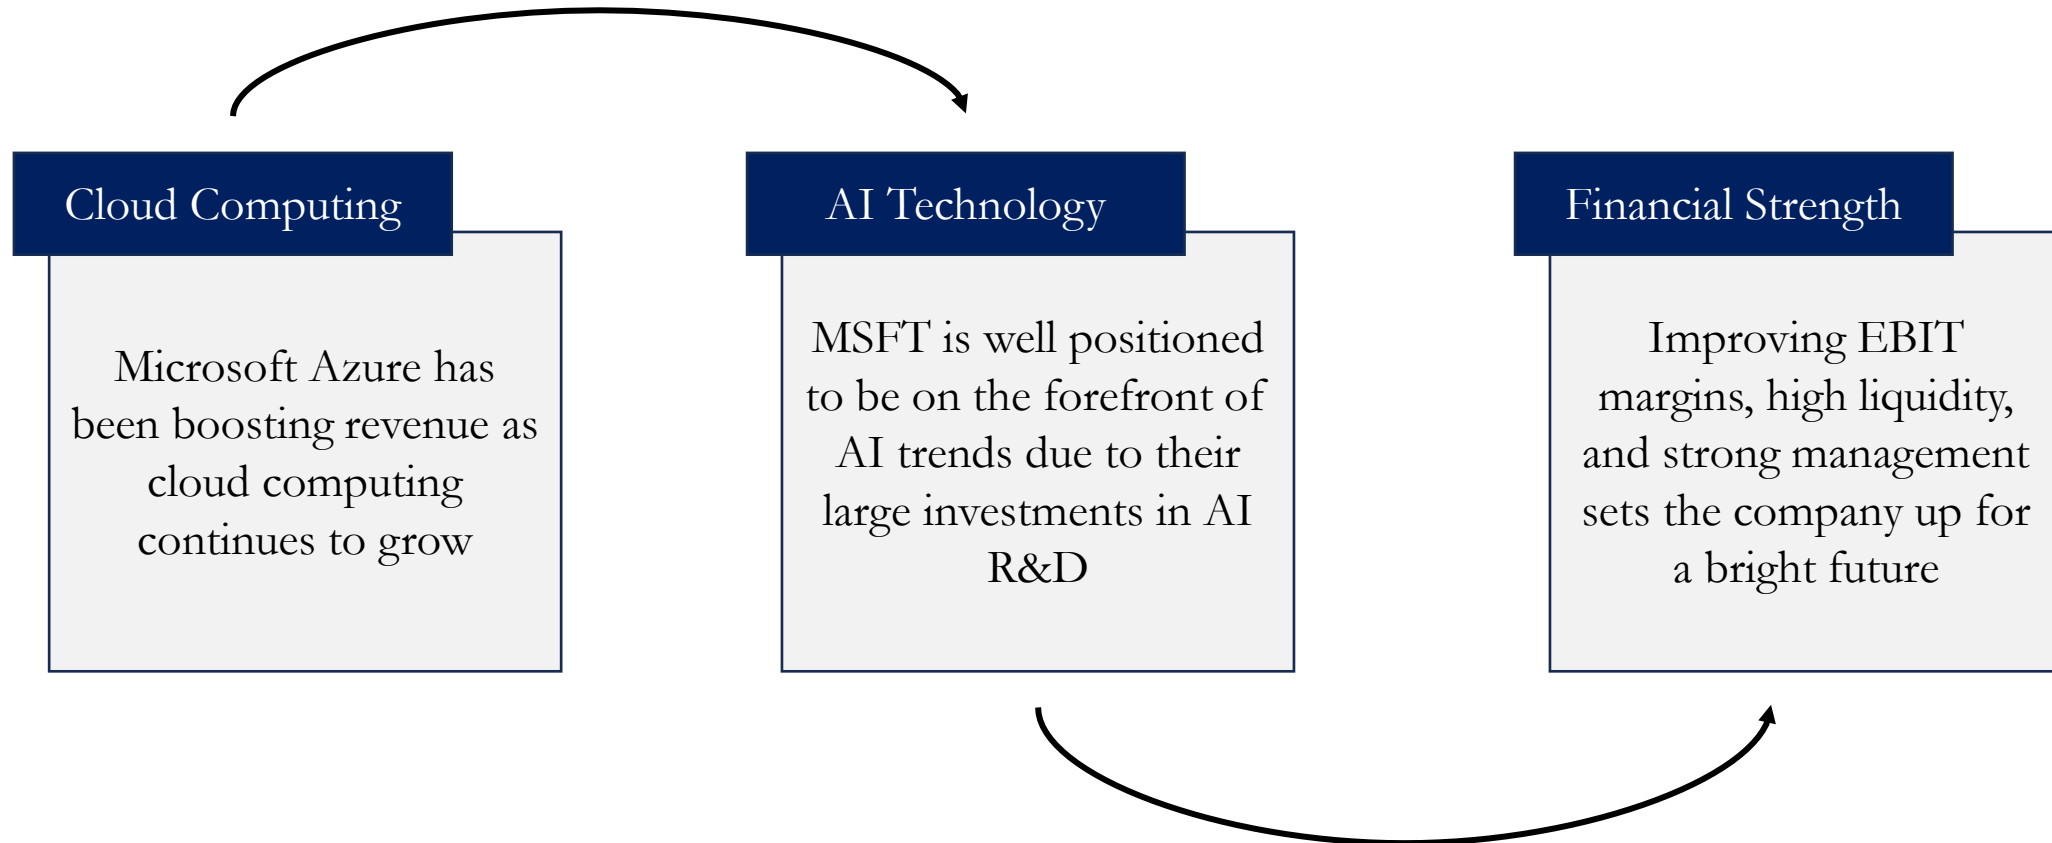 Cloud Computing
Microsoft Azure has
been boosting revenue as
cloud computing
continues to grow
AI Technology
MSFT is well positioned
to be on the forefront of
AI trends due to their
large investments in AI
R&D
Financial Strength
Improving EBIT
margins, high liquidity,
and strong management
sets the company up for
a bright future